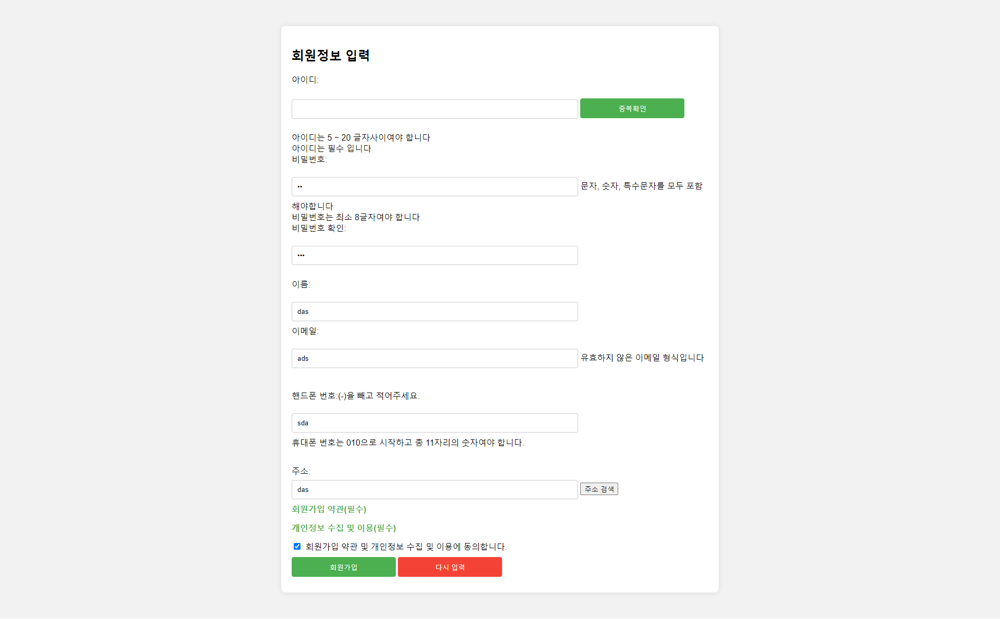 회원정보 입력
아이디:
중복확인
아이디는 5 ~ 20 글자사이여야 합니다
아이디는 필수 입니다
비밀번호:
•• 문자, 숫자, 특수문자를 모두 포함
해야합니다
비밀번호는 최소 8글자여야 합니다
비밀번호 확인:
•••
이름:
das
이메일:
ads 유효하지 않은 이메일 형식입니다
핸드폰 번호:(-)을 빼고 적어주세요.
sda
휴대폰 번호는 010으로 시작하고 총 11자리의 숫자여야 합니다.
주소:
das 주소 검색
회원가입 약관(필수)
개인정보 수집 및 이용(필수)
회원가입 약관 및 개인정보 수집 및 이용에 동의합니다.
회원가입 다시 입력